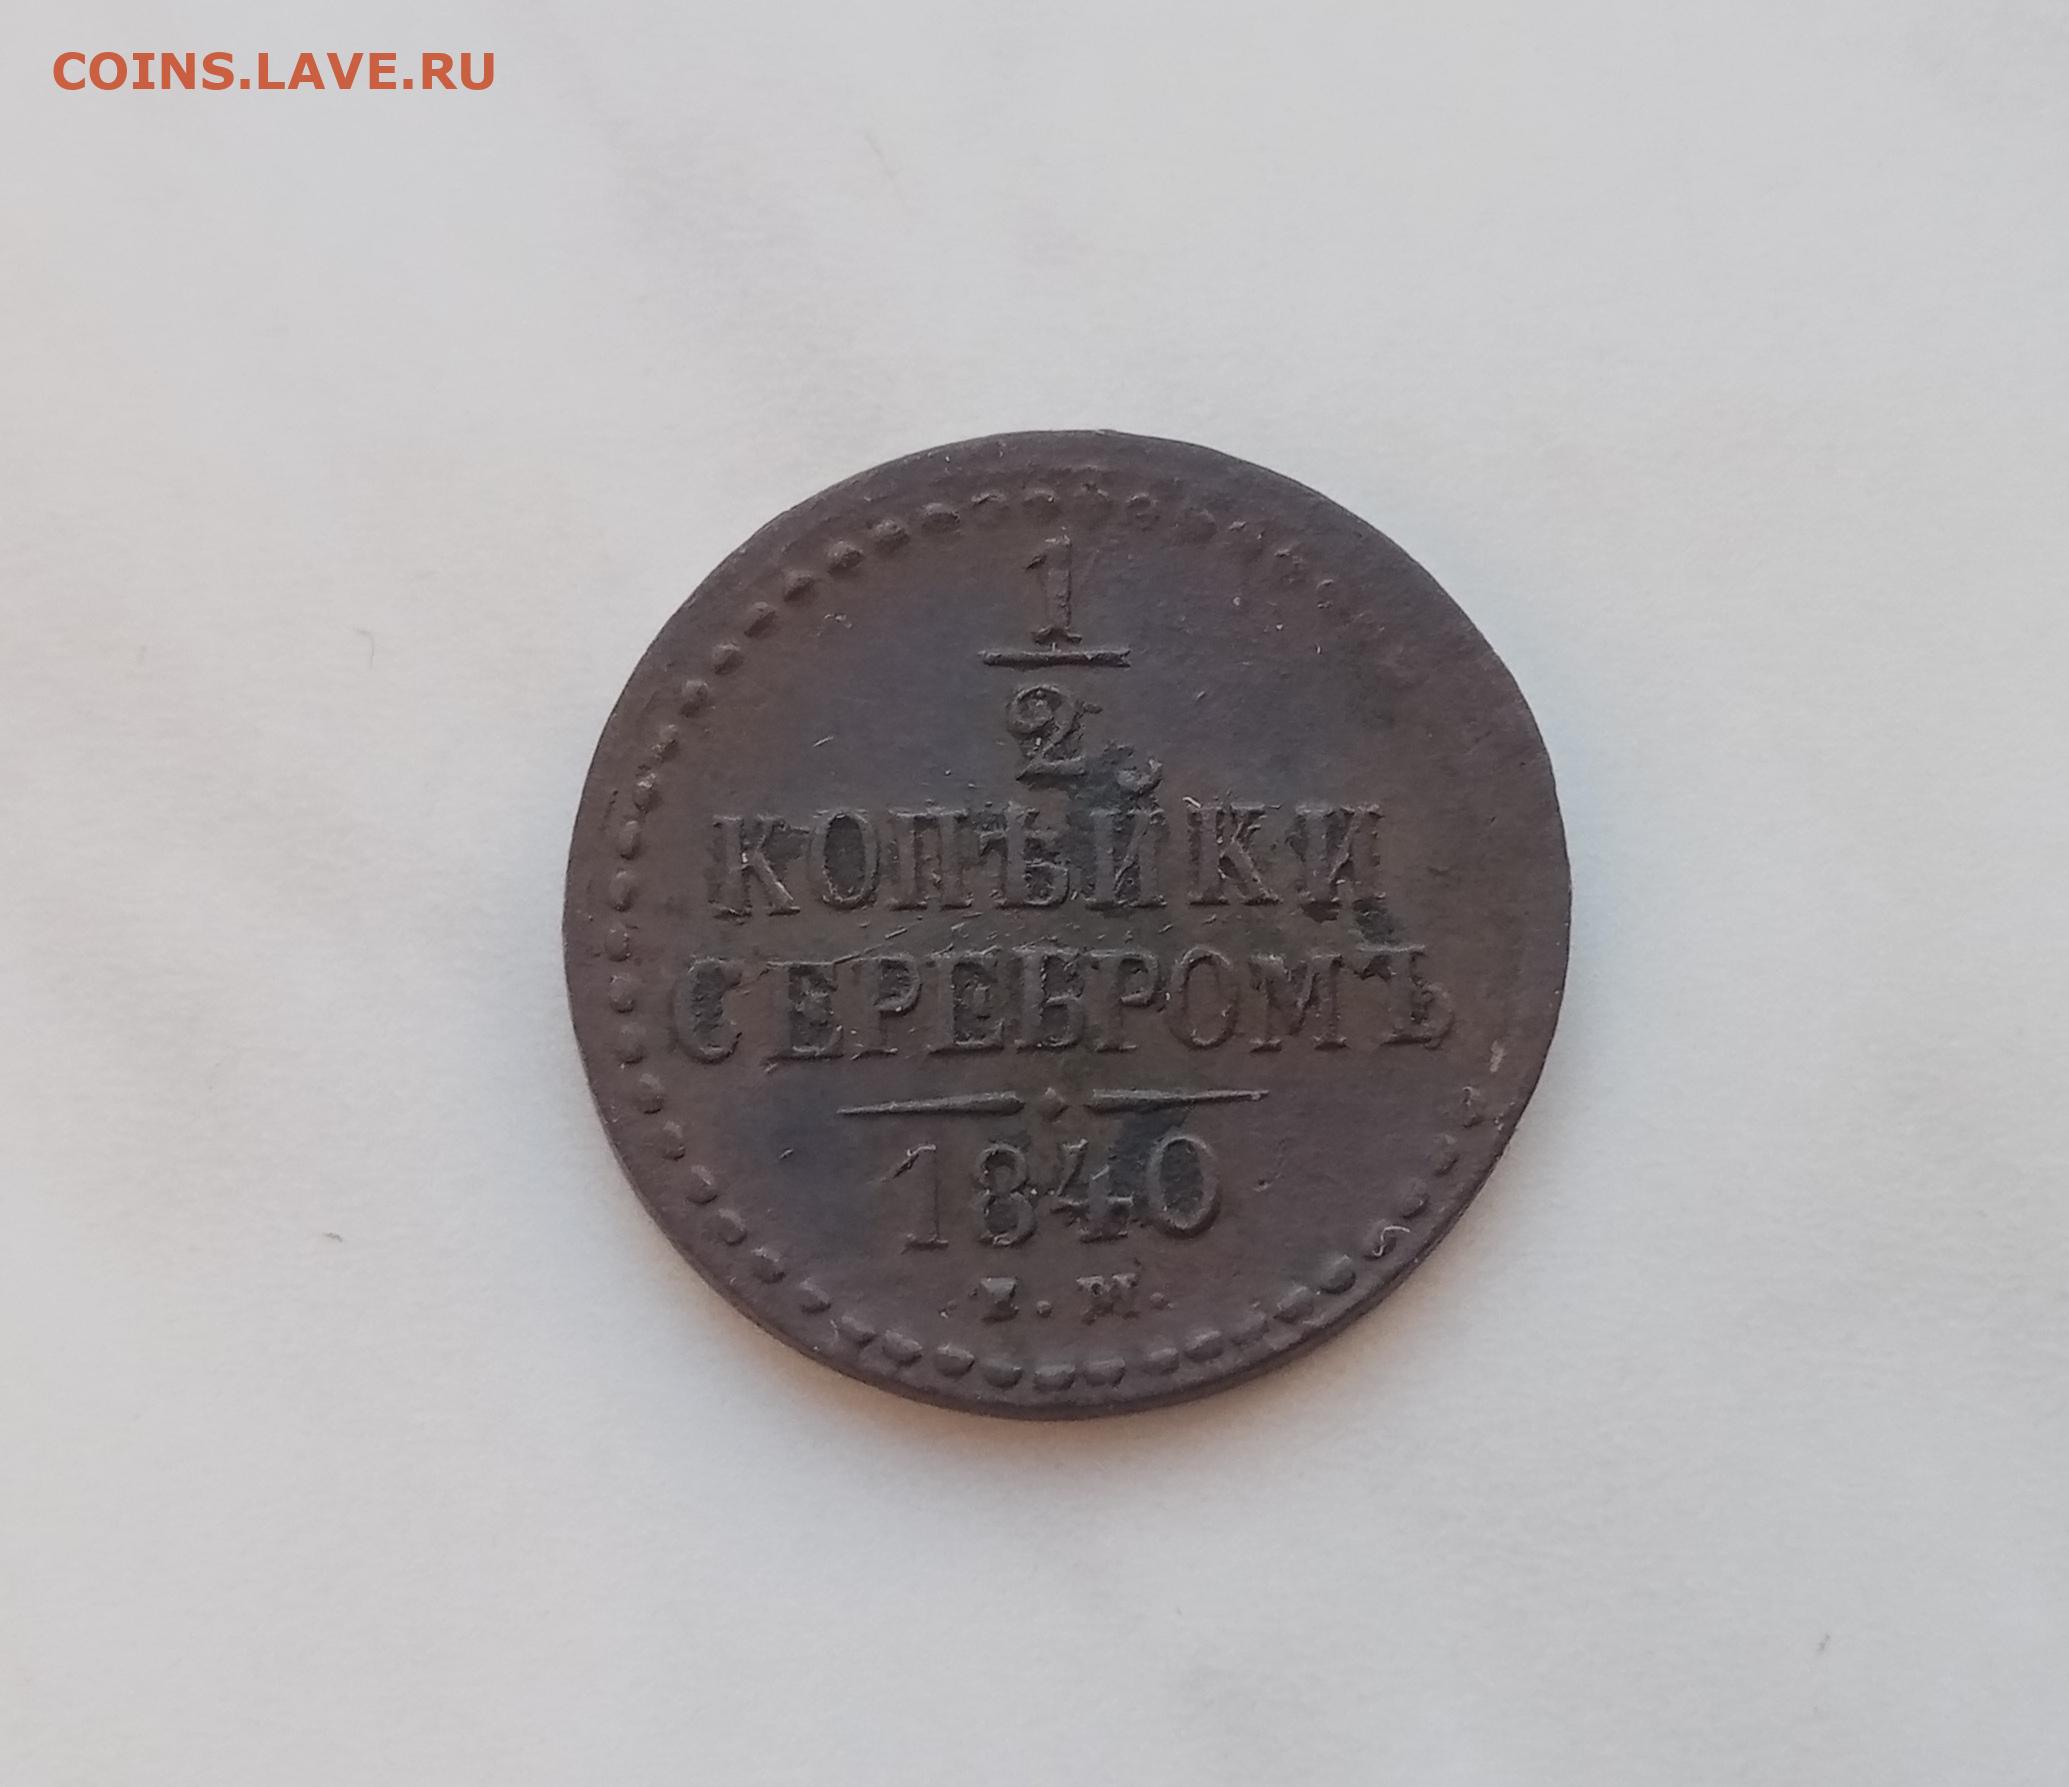 COINS.LAVE.RU
1
2
КОПѢЙКИ
СЕРЕБРОМЪ
1840
Е.М.